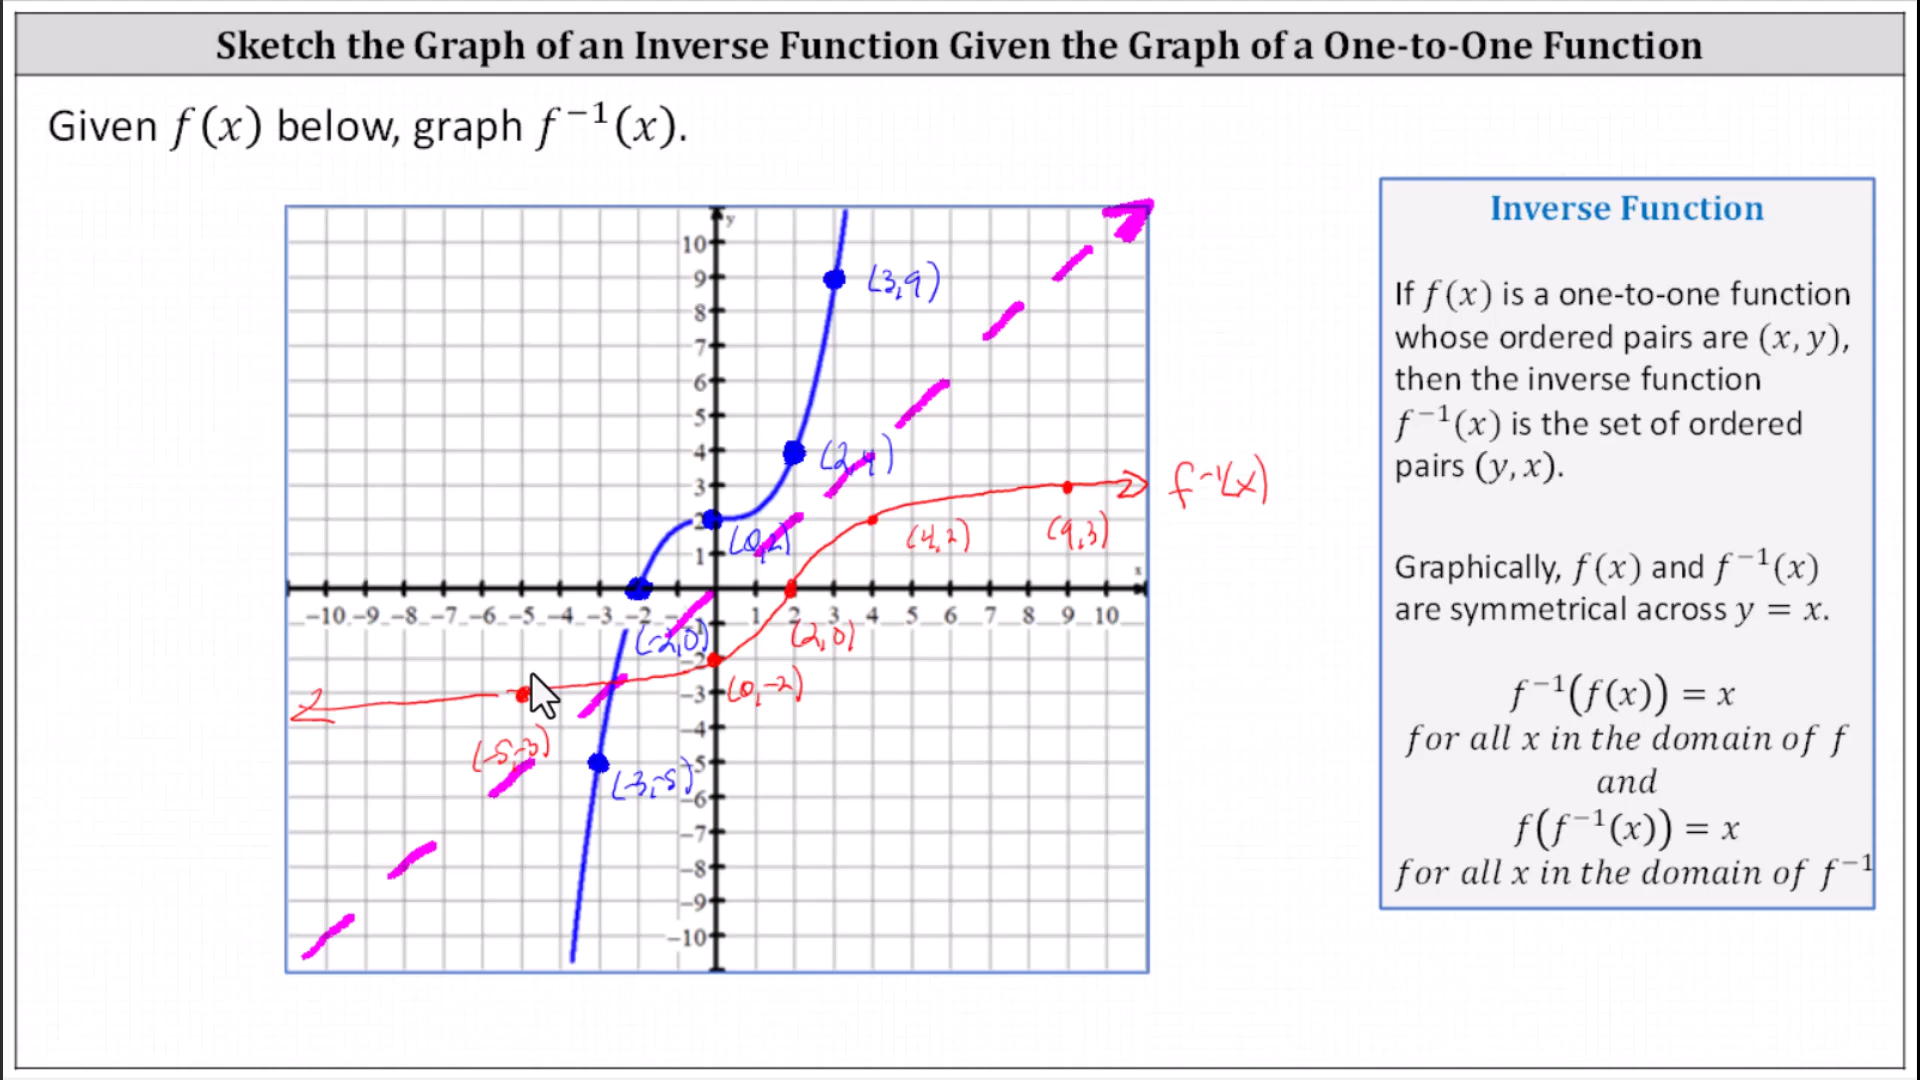 Sketch the Graph of an Inverse Function Given the Graph of a One-to-One Function
Given f(x) below, graph f⁻¹(x).
Inverse Function
If f(x) is a one-to-one function
whose ordered pairs are (x, y),
then the inverse function
f⁻¹(x) is the set of ordered
pairs (y, x).
Graphically, f(x) and f⁻¹(x)
are symmetrical across y = x.
f⁻¹(f(x)) = x
for all x in the domain of f
and
f(f⁻¹(x)) = x
for all x in the domain of f⁻¹
y
10
9
8
7
6
5
4
3
2
1
x
-10 -9 -8 -7 -6 -5 -4 -3 -2 1 2 3 4 5 6 7 8 9 10
-1
-2
-3
-4
-5
-6
-7
-8
-9
-10
(3,9)
(2,4)
(0,2)
(-2,0)
(-3,-5)
f⁻¹(x)
(9,3)
(4,2)
(2,0)
(0,-2)
(-5,-3)